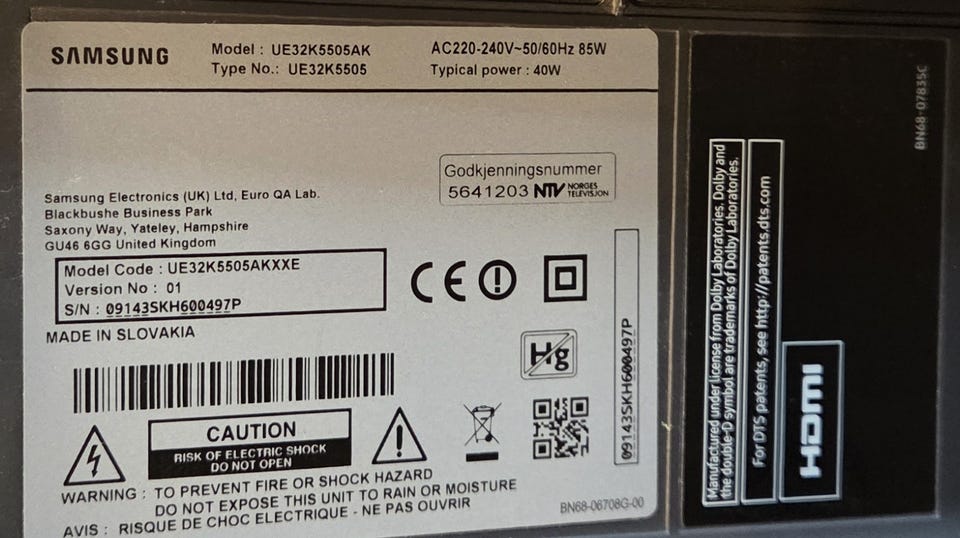 SAMSUNG
Model : UE32K5505AK
Type No.: UE32K5505
AC220-240V~50/60Hz 85W
Typical power : 40W
Godkjenningsnummer
5641203 NTV NORGES TELEVISJON
Samsung Electronics (UK) Ltd, Euro QA Lab.
Blackbushe Business Park
Saxony Way, Yateley, Hampshire
GU46 6GG United Kingdom
Model Code : UE32K5505AKXXE
Version No : 01
S/N : 09143SKH600497P
MADE IN SLOVAKIA
CE
Hg
09143SKH600497P
CAUTION
RISK OF ELECTRIC SHOCK
DO NOT OPEN
WARNING : TO PREVENT FIRE OR SHOCK HAZARD
DO NOT EXPOSE THIS UNIT TO RAIN OR MOISTURE
AVIS : RISQUE DE CHOC ELECTRIQUE - NE PAS OUVRIR
BN68-06708G-00
Manufactured under license from Dolby Laboratories. Dolby and
the double-D symbol are trademarks of Dolby Laboratories.
For DTS patents, see http://patents.dts.com
HDMI
BN68-07835C